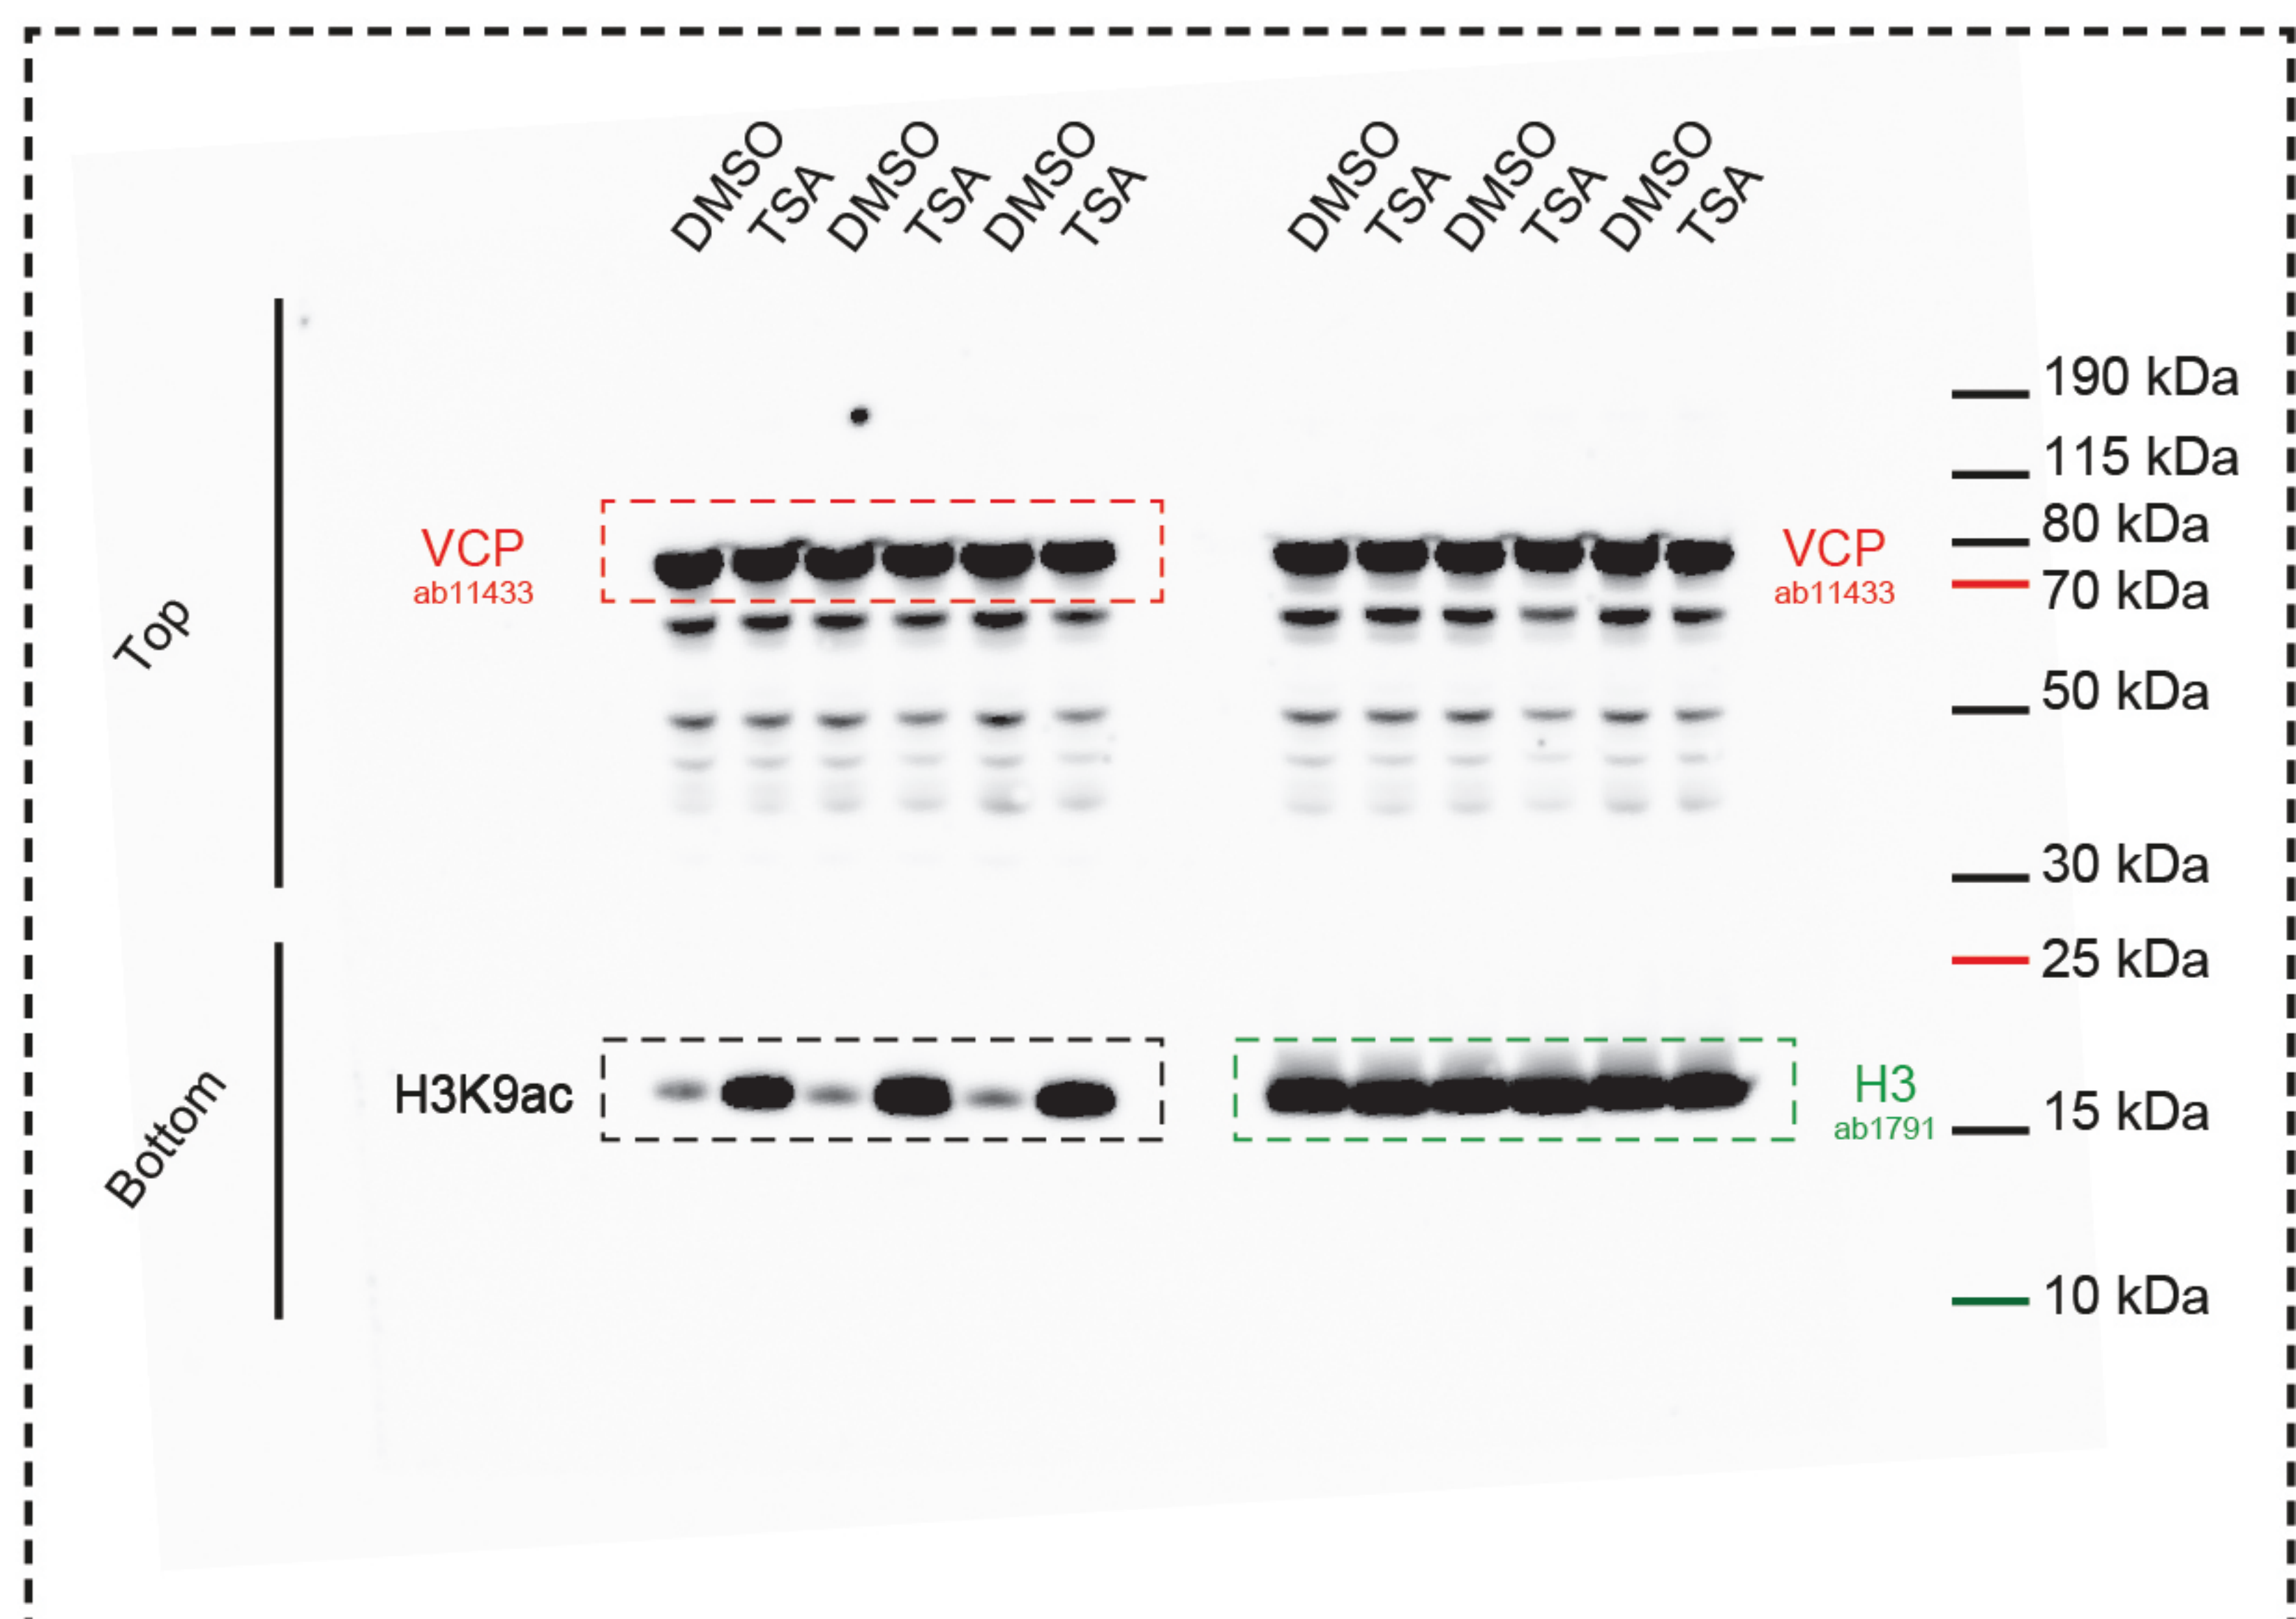 DMSO
TSA
DMSO
TSA
DMSO
TSA
DMSO
TSA
DMSO
TSA
DMSO
TSA
190 kDa
115 kDa
80 kDa
70 kDa
50 kDa
30 kDa
25 kDa
15 kDa
10 kDa
Top
VCP
ab11433
VCP
ab11433
Bottom
H3K9ac
H3
ab1791